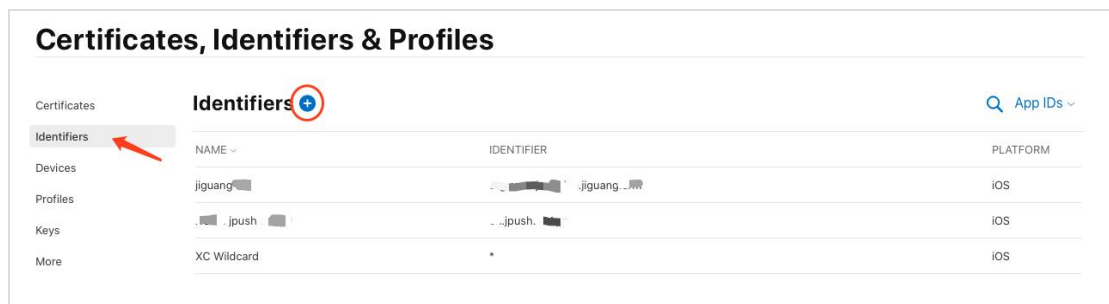 Certificates, Identifiers & Profiles
Certificates
Identifiers
App IDs
Identifiers
NAME IDENTIFIER PLATFORM
Devices
jiguang .jiguang. iOS
Profiles
jpush .jpush. iOS
Keys
XC Wildcard * iOS
More